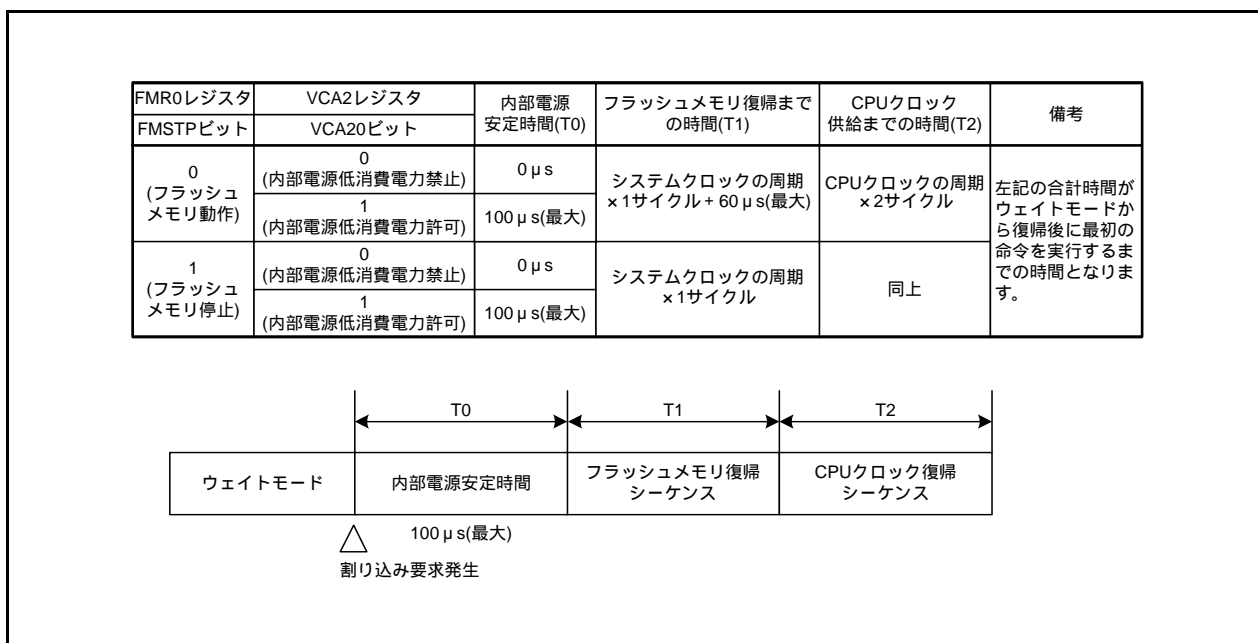 FMR0レジスタ
VCA2レジスタ
内部電源
安定時間(T0)
フラッシュメモリ復帰まで
の時間(T1)
CPUクロック
供給までの時間(T2)
備考
FMSTPビット
VCA20ビット
0
(フラッシュ
メモリ動作)
0
(内部電源低消費電力禁止)
0μs
システムクロックの周期
×1サイクル+60μs(最大)
CPUクロックの周期
×2サイクル
左記の合計時間が
ウェイトモードか
ら復帰後に最初の
命令を実行するま
での時間となりま
す。
1
(内部電源低消費電力許可)
100μs(最大)
1
(フラッシュ
メモリ停止)
0
(内部電源低消費電力禁止)
0μs
システムクロックの周期
×1サイクル
同上
1
(内部電源低消費電力許可)
100μs(最大)
T0
T1
T2
ウェイトモード
内部電源安定時間
フラッシュメモリ復帰
シーケンス
CPUクロック復帰
シーケンス
100μs(最大)
割り込み要求発生